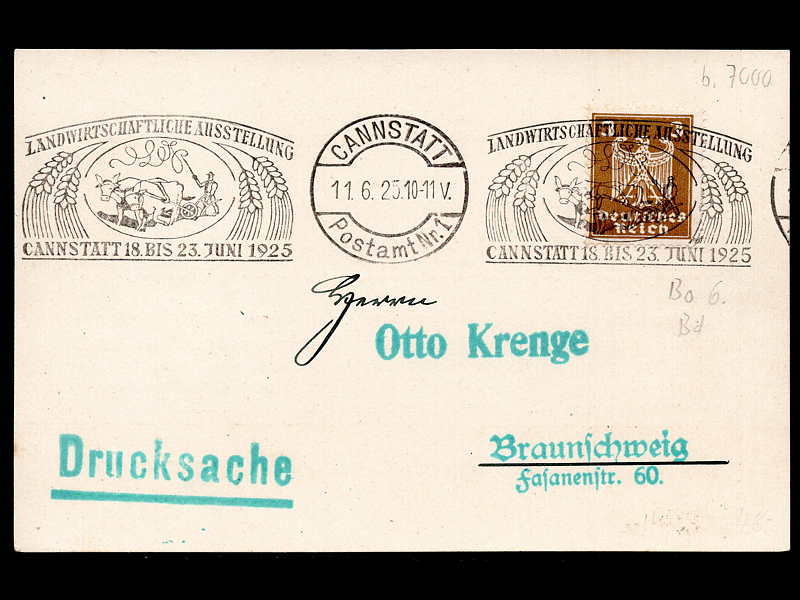 b. 7000
LANDWIRTSCHAFTLICHE AUSSTELLUNG
CANNSTATT 18. BIS 23. JUNI 1925
CANNSTATT
11.6.25.10-11 V.
Postamt Nr. 1
LANDWIRTSCHAFTLICHE AUSSTELLUNG
CANNSTATT 18. BIS 23. JUNI 1925
Deutsches
Reich
Bo 6.
Herrn
Otto Krenge
Drucksache
Braunschweig
Fasanenstr. 60.